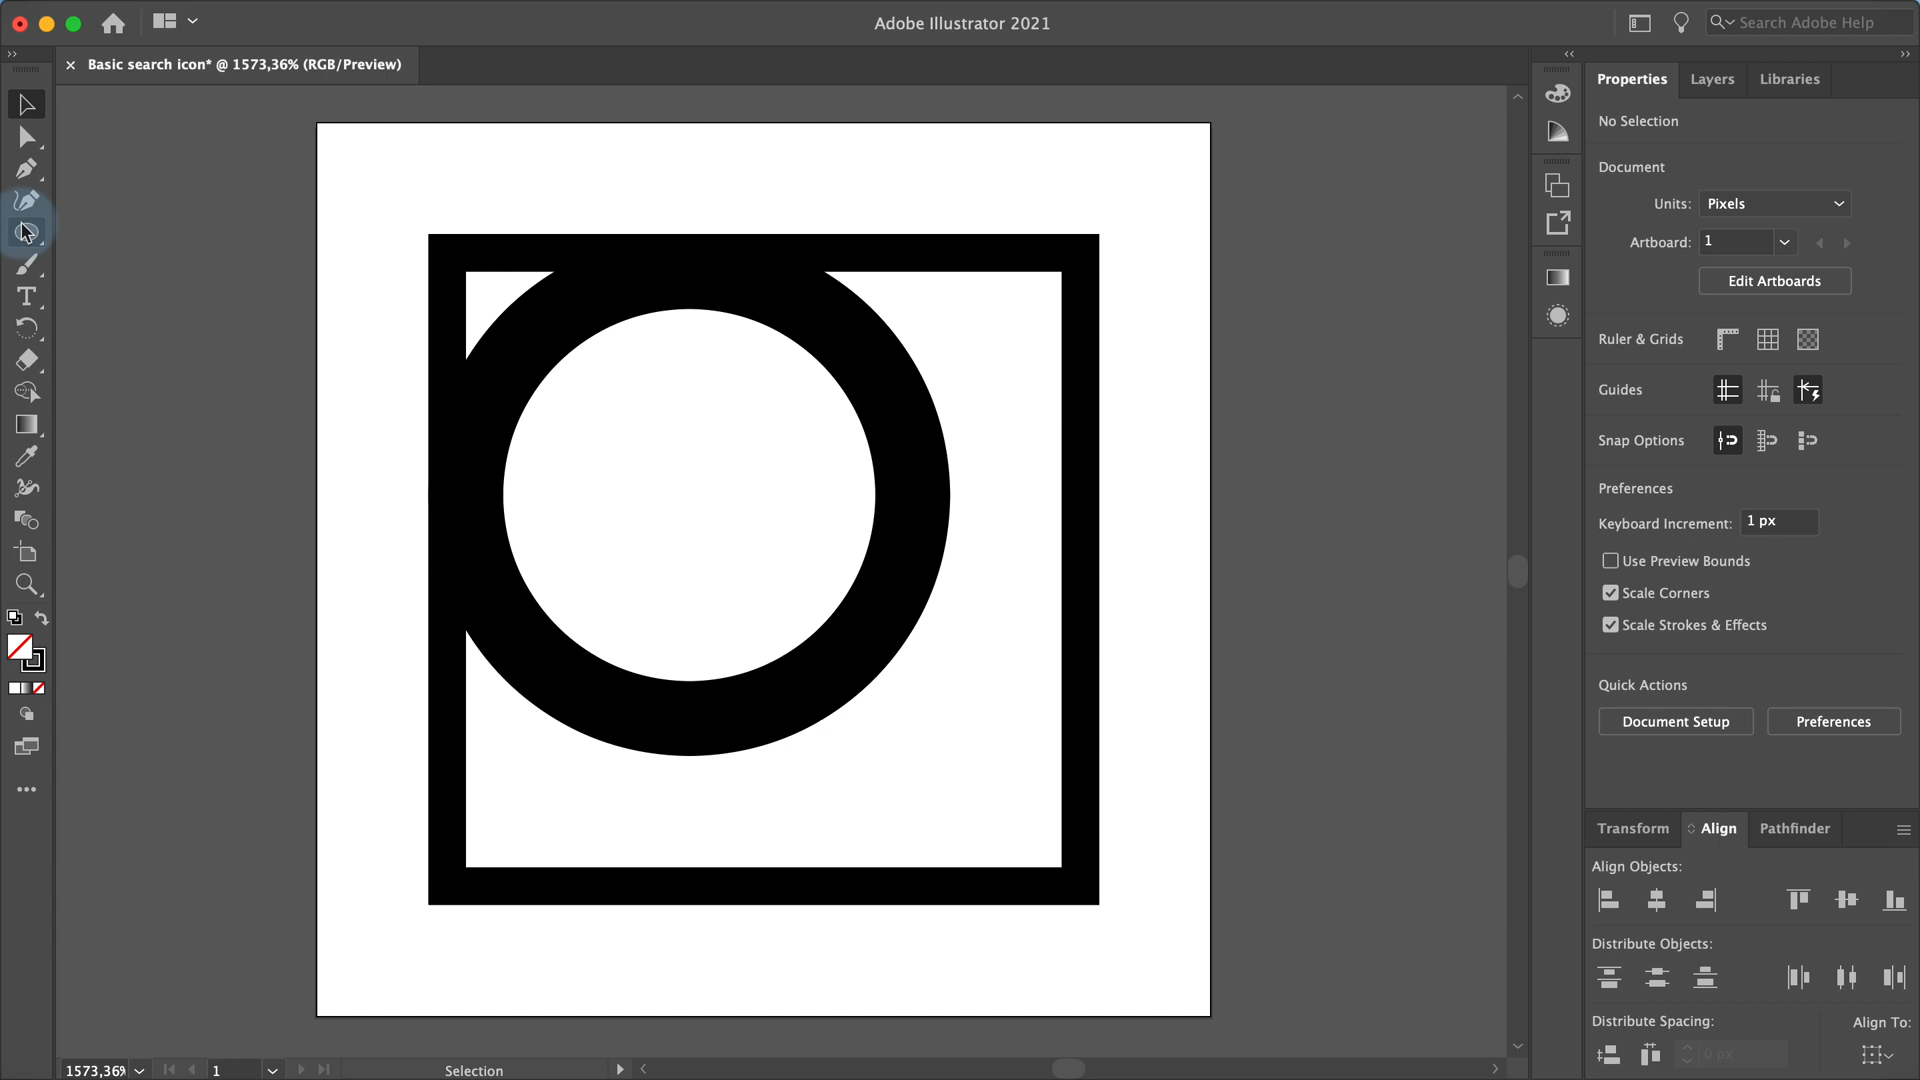 Adobe Illustrator 2021
Search Adobe Help
Basic search icon* @ 1573,36% (RGB/Preview)
Properties
Layers
Libraries
No Selection
Document
Units:
Pixels
Artboard:
1
Edit Artboards
Ruler & Grids
Guides
Snap Options
Preferences
Keyboard Increment:
1 px
Use Preview Bounds
Scale Corners
Scale Strokes & Effects
Quick Actions
Document Setup
Preferences
Transform
Align
Pathfinder
Align Objects:
Distribute Objects:
Distribute Spacing:
Align To:
0 px
1573,36%
1
Selection